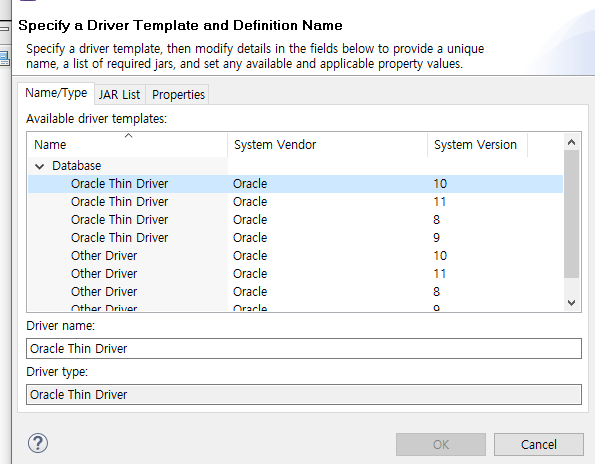 Specify a Driver Template and Definition Name
Specify a driver template, then modify details in the fields below to provide a unique
name, a list of required jars, and set any available and applicable property values.
Name/Type JAR List Properties
Available driver templates:
Name System Vendor System Version
Database
Oracle Thin Driver Oracle 10
Oracle Thin Driver Oracle 11
Oracle Thin Driver Oracle 8
Oracle Thin Driver Oracle 9
Other Driver Oracle 10
Other Driver Oracle 11
Other Driver Oracle 8
Other Driver Oracle 9
Driver name:
Oracle Thin Driver
Driver type:
Oracle Thin Driver
? OK Cancel